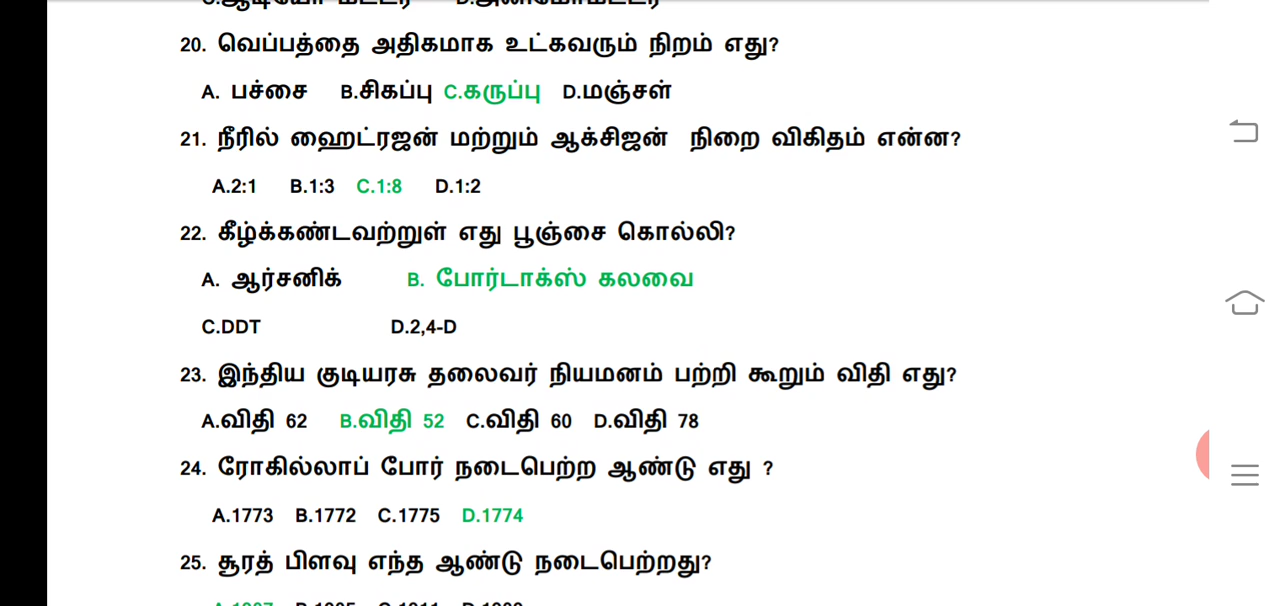 20. வெப்பத்தை அதிகமாக உட்கவரும் நிறம் எது?
A. பச்சை B.சிகப்பு C.கருப்பு D.மஞ்சள்
21. நீரில் ஹைட்ரஜன் மற்றும் ஆக்சிஜன் நிறை விகிதம் என்ன?
A.2:1 B.1:3 C.1:8 D.1:2
22. கீழ்க்கண்டவற்றுள் எது பூஞ்சை கொல்லி?
A. ஆர்சனிக் B. போர்டாக்ஸ் கலவை
C.DDT D.2,4-D
23. இந்திய குடியரசு தலைவர் நியமனம் பற்றி கூறும் விதி எது?
A.விதி 62 B.விதி 52 C.விதி 60 D.விதி 78
24. ரோகில்லாப் போர் நடைபெற்ற ஆண்டு எது ?
A.1773 B.1772 C.1775 D.1774
25. சூரத் பிளவு எந்த ஆண்டு நடைபெற்றது?